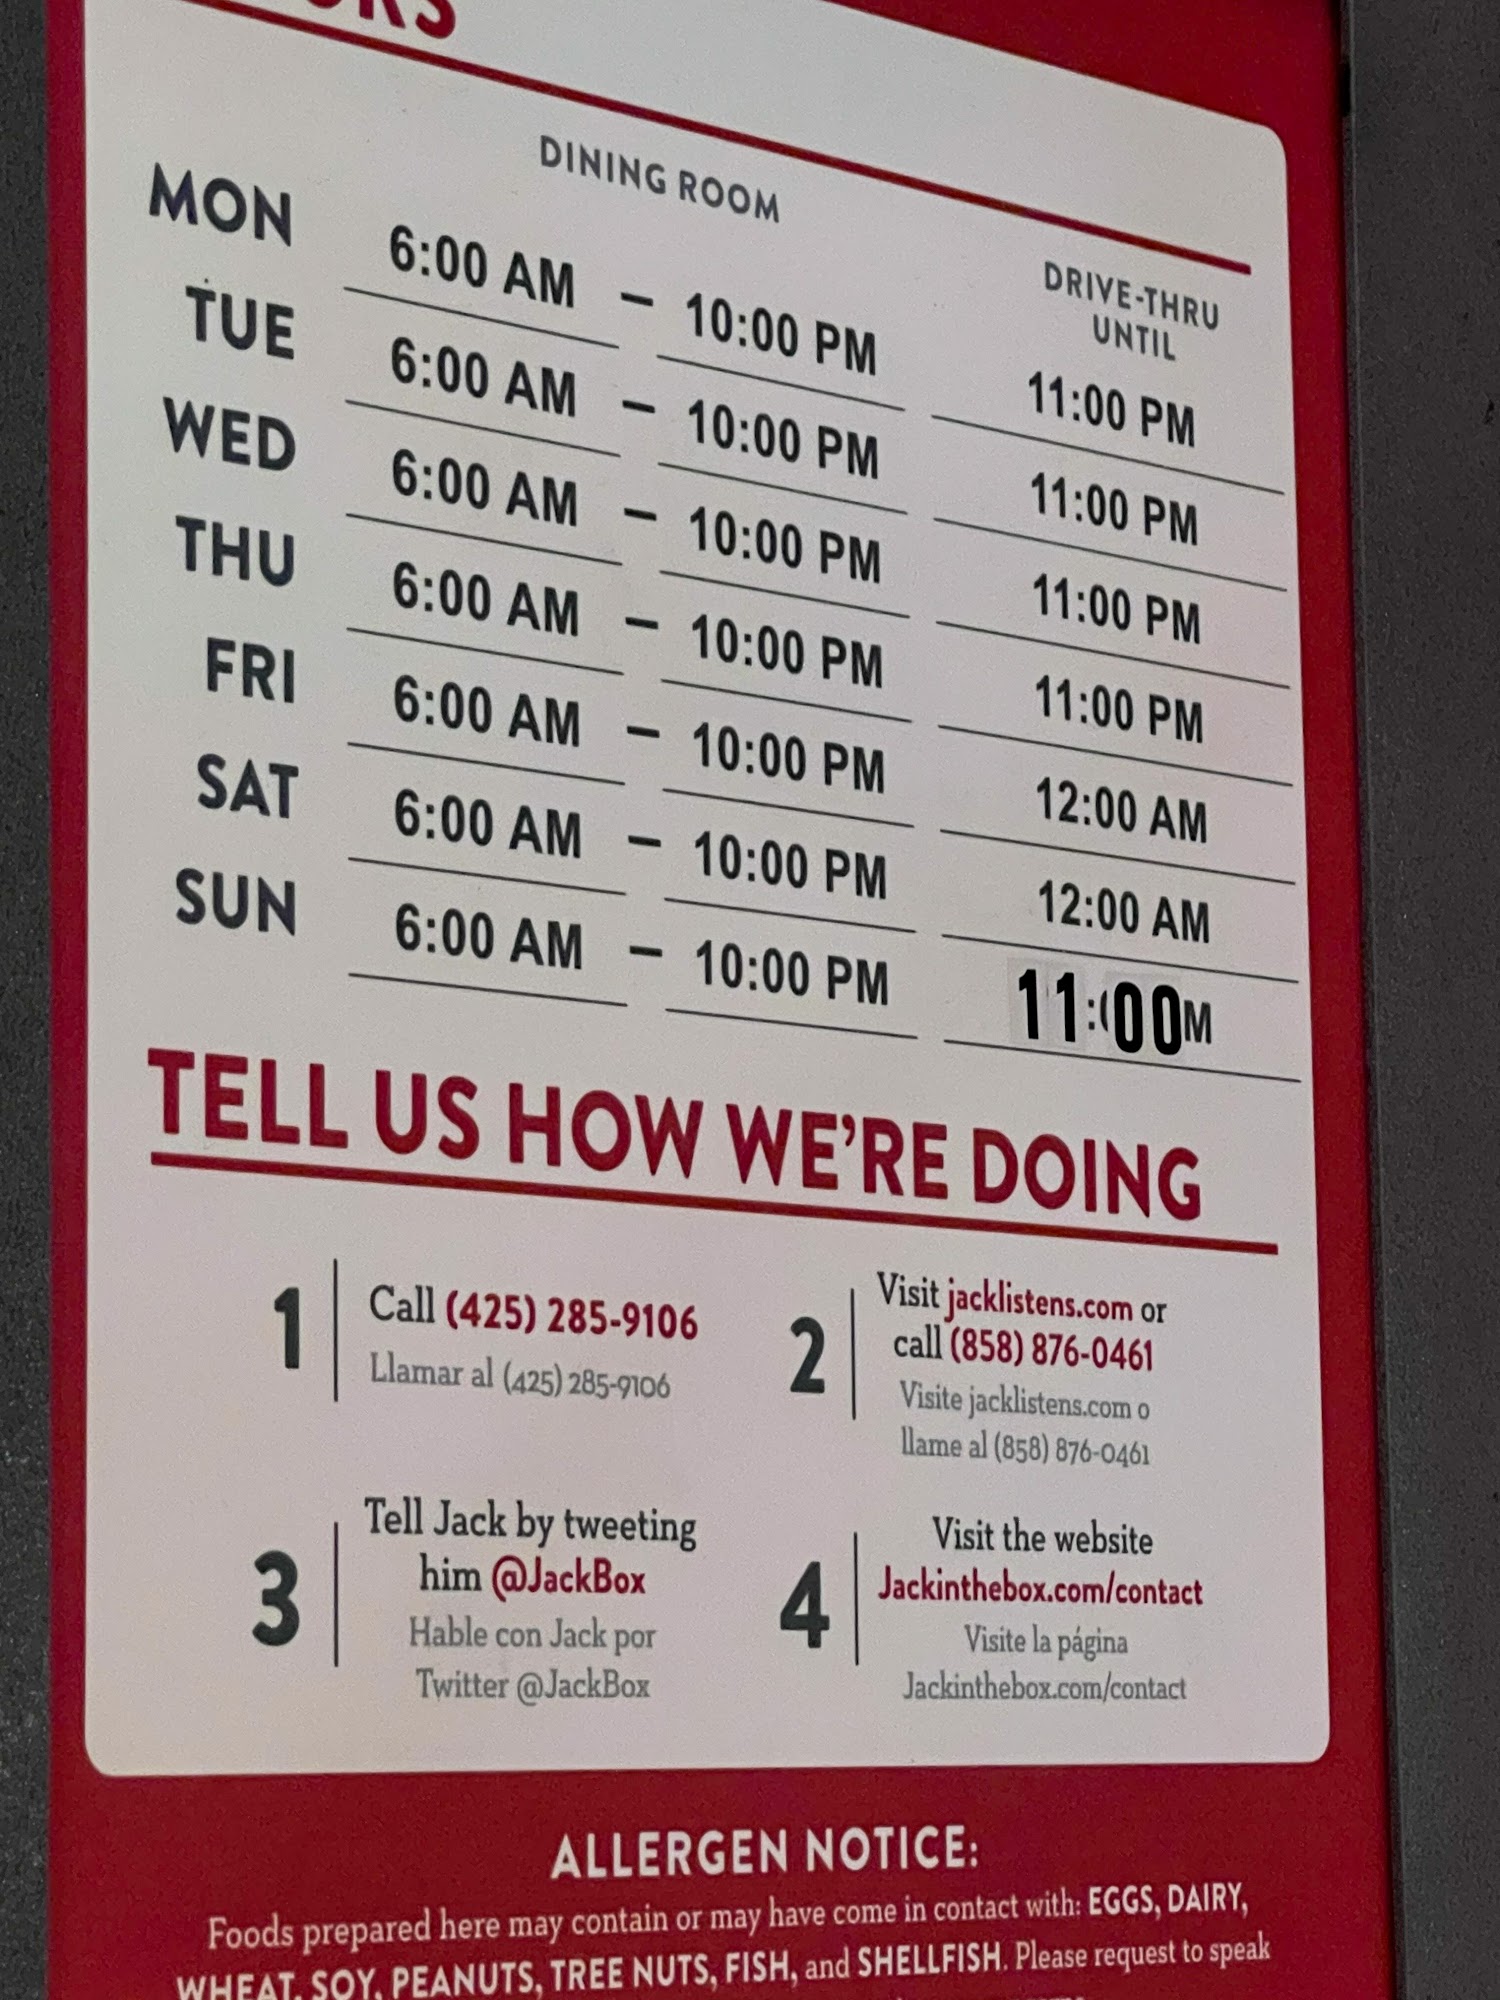 DINING ROOM
DRIVE-THRU
UNTIL
MON 6:00 AM – 10:00 PM 11:00 PM
TUE 6:00 AM – 10:00 PM 11:00 PM
WED 6:00 AM – 10:00 PM 11:00 PM
THU 6:00 AM – 10:00 PM 11:00 PM
FRI 6:00 AM – 10:00 PM 12:00 AM
SAT 6:00 AM – 10:00 PM 12:00 AM
SUN 6:00 AM – 10:00 PM 11:00M
TELL US HOW WE'RE DOING
1 Call (425) 285-9106
Llamar al (425) 285-9106
2 Visit jacklistens.com or
call (858) 876-0461
Visite jacklistens.com o
llame al (858) 876-0461
3 Tell Jack by tweeting
him @JackBox
Hable con Jack por
Twitter @JackBox
4 Visit the website
Jackinthebox.com/contact
Visite la página
Jackinthebox.com/contact
ALLERGEN NOTICE:
Foods prepared here may contain or may have come in contact with: EGGS, DAIRY,
WHEAT, SOY, PEANUTS, TREE NUTS, FISH, and SHELLFISH. Please request to speak